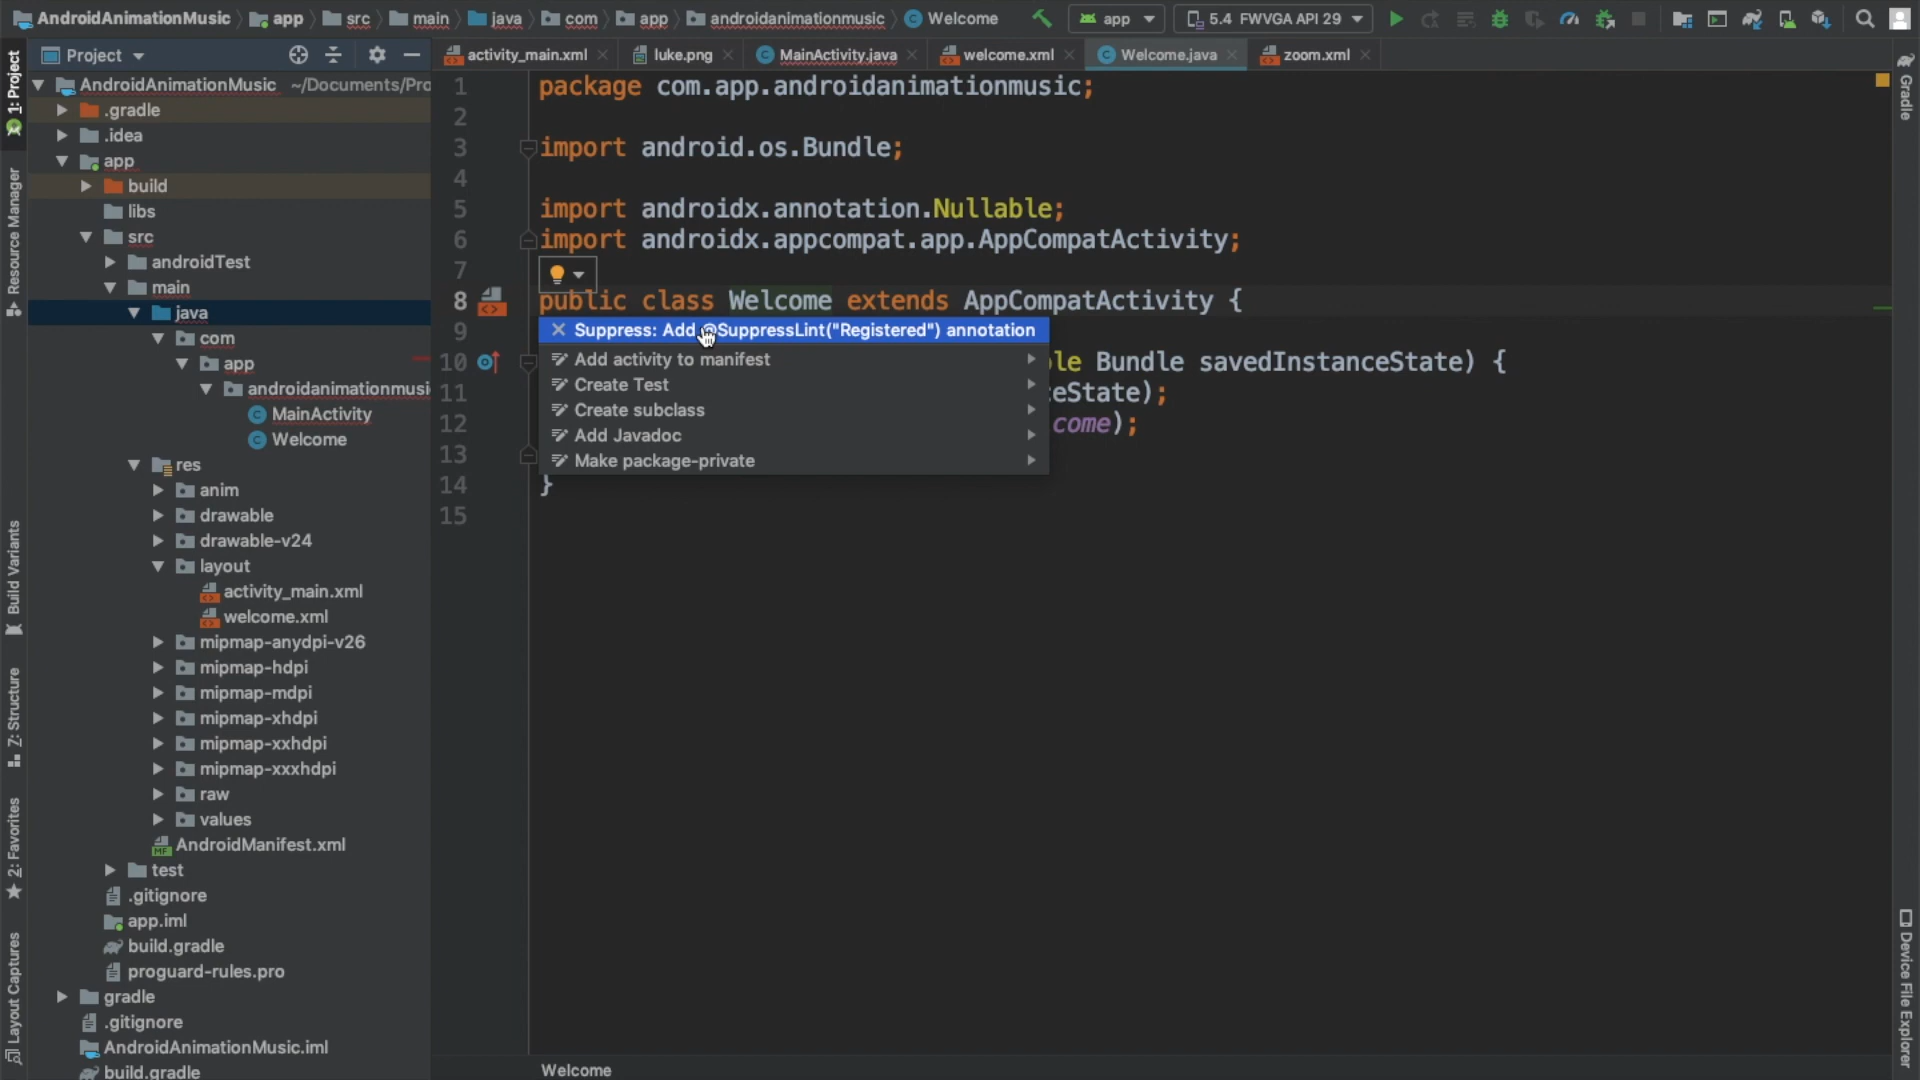 AndroidAnimationMusic app src main java com app androidanimationmusic Welcome app 5.4 FWVGA API 29
Project
activity_main.xml luke.png MainActivity.java welcome.xml Welcome.java zoom.xml
1: Project
Resource Manager
Build Variants
Z: Structure
2: Favorites
Layout Captures
AndroidAnimationMusic ~/Documents/Pro
.gradle
.idea
app
build
libs
src
androidTest
main
java
com
app
androidanimationmusi
MainActivity
Welcome
res
anim
drawable
drawable-v24
layout
activity_main.xml
welcome.xml
mipmap-anydpi-v26
mipmap-hdpi
mipmap-mdpi
mipmap-xhdpi
mipmap-xxhdpi
mipmap-xxxhdpi
raw
values
MF AndroidManifest.xml
test
.gitignore
app.iml
build.gradle
proguard-rules.pro
gradle
.gitignore
AndroidAnimationMusic.iml
build.gradle
1 package com.app.androidanimationmusic;
2
3 import android.os.Bundle;
4
5 import androidx.annotation.Nullable;
6 import androidx.appcompat.app.AppCompatActivity;
7
8 public class Welcome extends AppCompatActivity {
9
10 le Bundle savedInstanceState) {
11 eState);
12 come);
13
14 }
15
Suppress: Add @SuppressLint("Registered") annotation
Add activity to manifest
Create Test
Create subclass
Add Javadoc
Make package-private
Welcome
Gradle
Device File Explorer